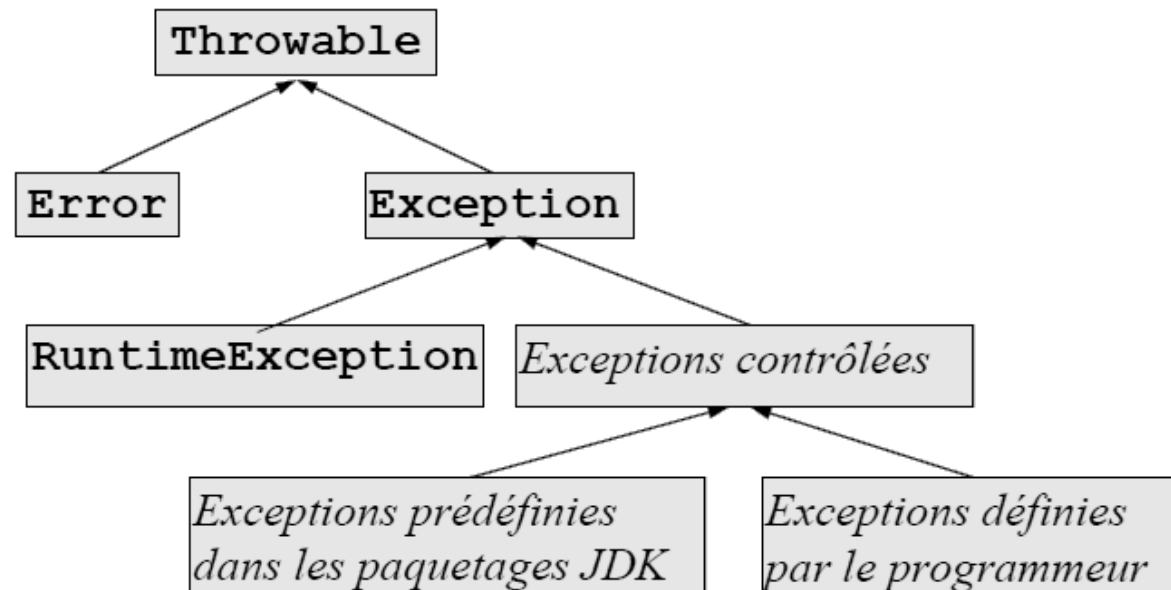 Throwable
Error
Exception
RuntimeException
Exceptions contrôlées
Exceptions prédéfinies
dans les paquetages JDK
Exceptions définies
par le programmeur